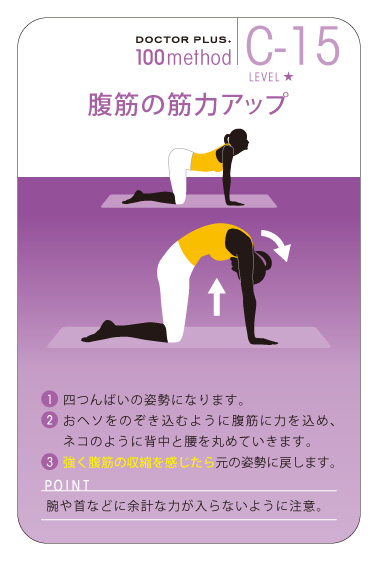 DOCTOR PLUS.
100method
C-15
LEVEL ★
腹筋の筋力アップ
1 四つんばいの姿勢になります。
2 おヘソをのぞき込むように腹筋に力を込め、
ネコのように背中と腰を丸めていきます。
3 強く腹筋の収縮を感じたら元の姿勢に戻します。
POINT
腕や首などに余計な力が入らないように注意。